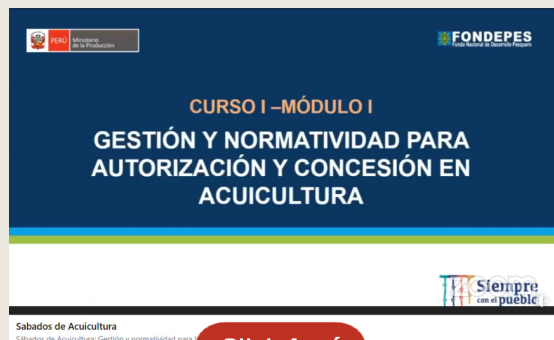 PERÚ
Ministerio
de la Producción
FONDEPES
Fondo Nacional de Desarrollo Pesquero
CURSO I –MÓDULO I
GESTIÓN Y NORMATIVIDAD PARA
AUTORIZACIÓN Y CONCESIÓN EN
ACUICULTURA
Siempre
con el pueblo
Sabados de Acuicultura
Sábados de Acuicultura: Gestión y normatividad para